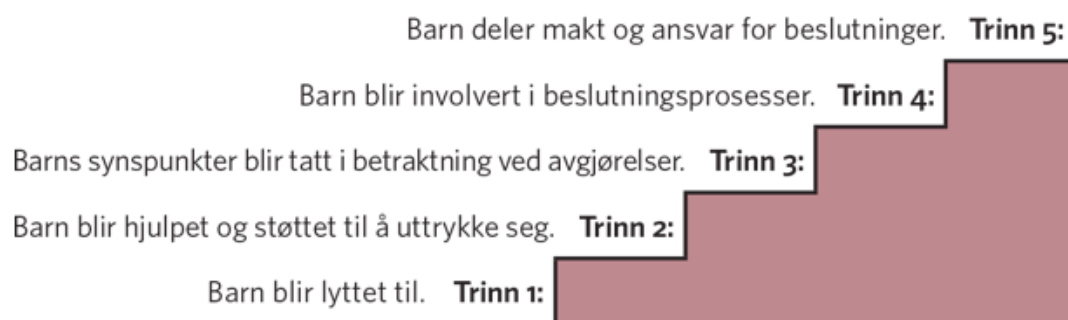 Barn deler makt og ansvar for beslutninger. Trinn 5:
Barn blir involvert i beslutningsprosesser. Trinn 4:
Barns synspunkter blir tatt i betraktning ved avgjørelser. Trinn 3:
Barn blir hjulpet og støttet til å uttrykke seg. Trinn 2:
Barn blir lyttet til. Trinn 1: